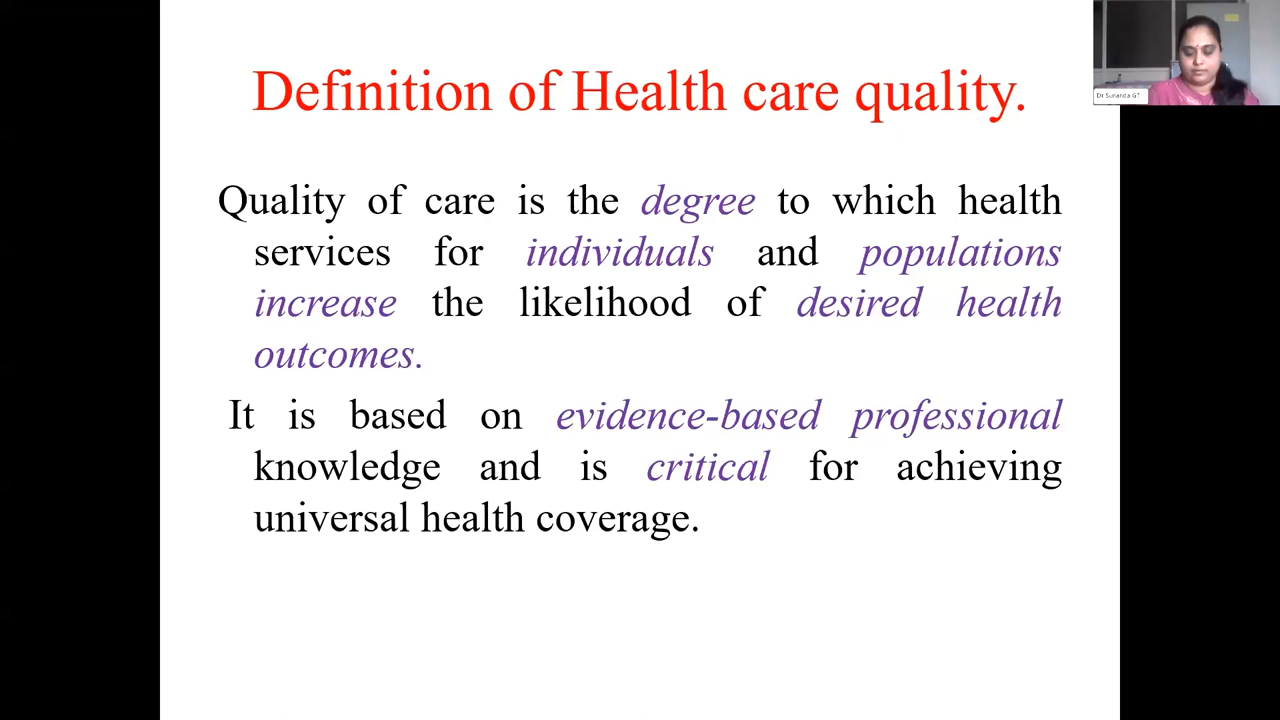 Definition of Health care quality.
Dr Sunanda GT
Quality of care is the degree to which health
services for individuals and populations
increase the likelihood of desired health
outcomes.
It is based on evidence-based professional
knowledge and is critical for achieving
universal health coverage.